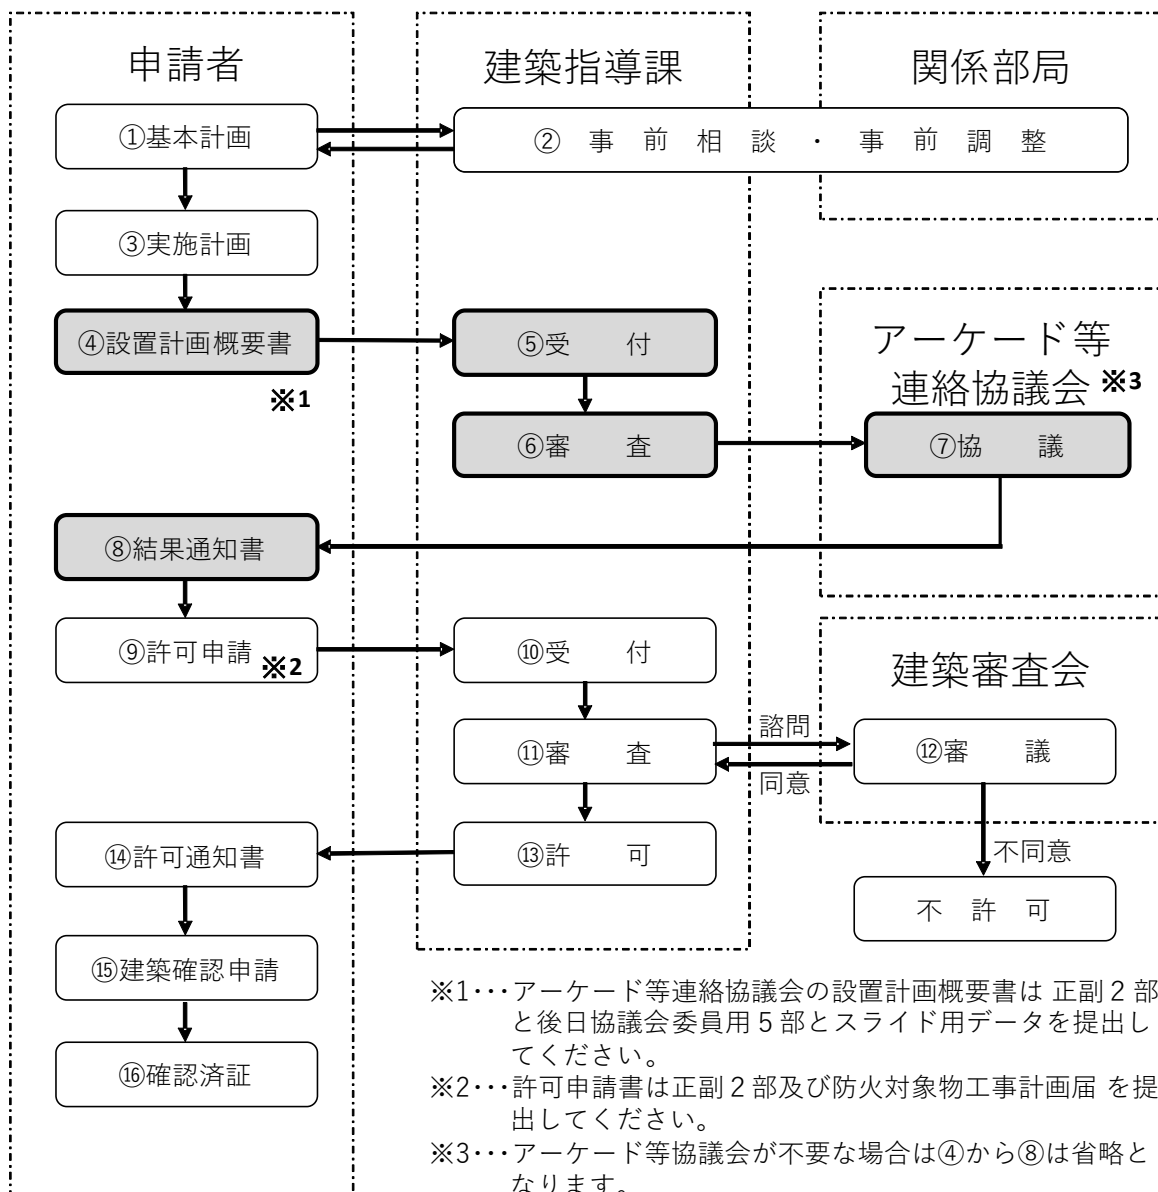 申請者
建築指導課
関係部局
①基本計画
② 事 前 相 談 ・ 事 前 調 整
③実施計画
④設置計画概要書
※1
⑤受 付
アーケード等
連絡協議会 ※3
⑥審 査
⑦協 議
⑧結果通知書
⑨許可申請 ※2
⑩受 付
建築審査会
⑪審 査
諮問
同意
⑫審 議
⑬許 可
不同意
不 許 可
⑭許可通知書
⑮建築確認申請
⑯確認済証
※1･･･アーケード等連絡協議会の設置計画概要書は 正副２部
と後日協議会委員用５部とスライド用データを提出し
てください。
※2･･･許可申請書は正副２部及び防火対象物工事計画届 を提
出してください。
※3･･･アーケード等協議会が不要な場合は④から⑧は省略と
なります。